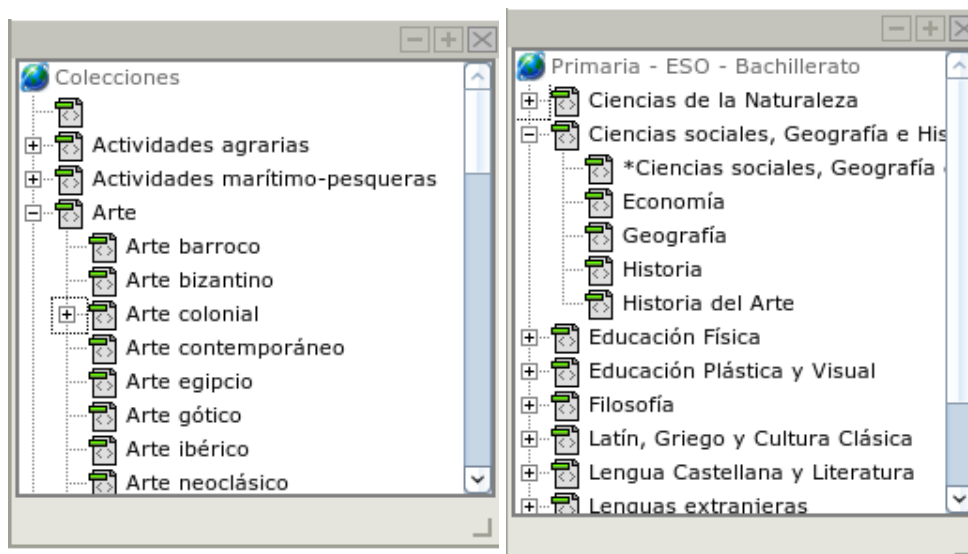 Colecciones
Actividades agrarias
Actividades marítimo-pesqueras
Arte
Arte barroco
Arte bizantino
Arte colonial
Arte contemporáneo
Arte egipcio
Arte gótico
Arte ibérico
Arte neoclásico
Primaria - ESO - Bachillerato
Ciencias de la Naturaleza
Ciencias sociales, Geografía e His
*Ciencias sociales, Geografía
Economía
Geografía
Historia
Historia del Arte
Educación Física
Educación Plástica y Visual
Filosofía
Latín, Griego y Cultura Clásica
Lengua Castellana y Literatura
Lenguas extranjeras